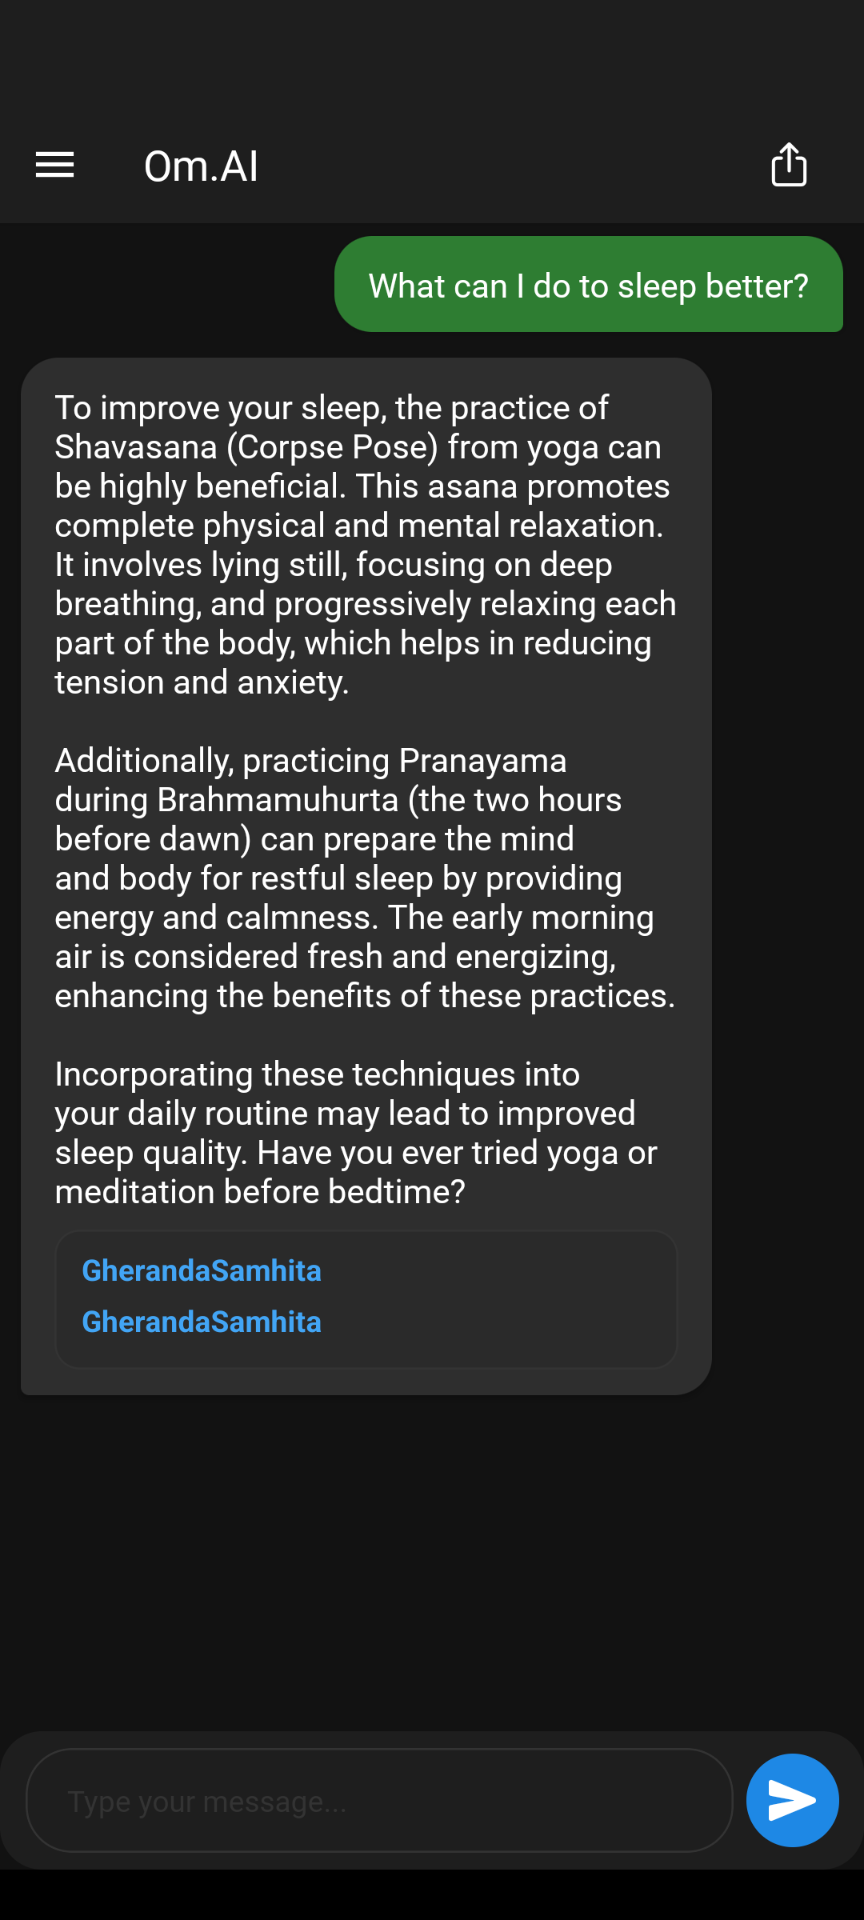 Om.AI
What can I do to sleep better?
To improve your sleep, the practice of
Shavasana (Corpse Pose) from yoga can
be highly beneficial. This asana promotes
complete physical and mental relaxation.
It involves lying still, focusing on deep
breathing, and progressively relaxing each
part of the body, which helps in reducing
tension and anxiety.
Additionally, practicing Pranayama
during Brahmamuhurta (the two hours
before dawn) can prepare the mind
and body for restful sleep by providing
energy and calmness. The early morning
air is considered fresh and energizing,
enhancing the benefits of these practices.
Incorporating these techniques into
your daily routine may lead to improved
sleep quality. Have you ever tried yoga or
meditation before bedtime?
GherandaSamhita
GherandaSamhita
Type your message...